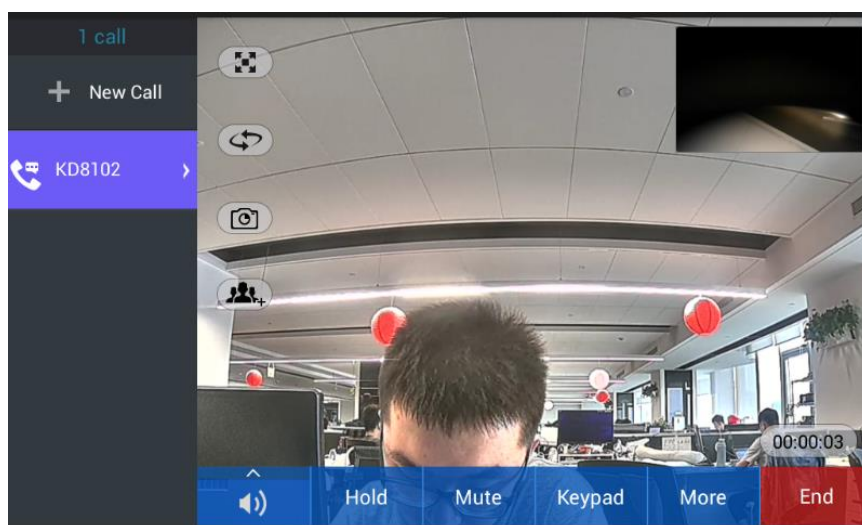 1 call
New Call
KD8102
00:00:03
Hold
Mute
Keypad
More
End